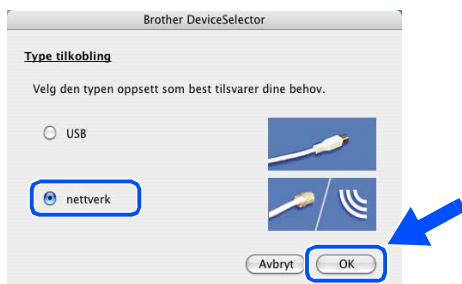 Brother DeviceSelector
Type tilkobling
Velg den typen oppsett som best tilsvarer dine behov.
USB
nettverk
Avbryt
OK